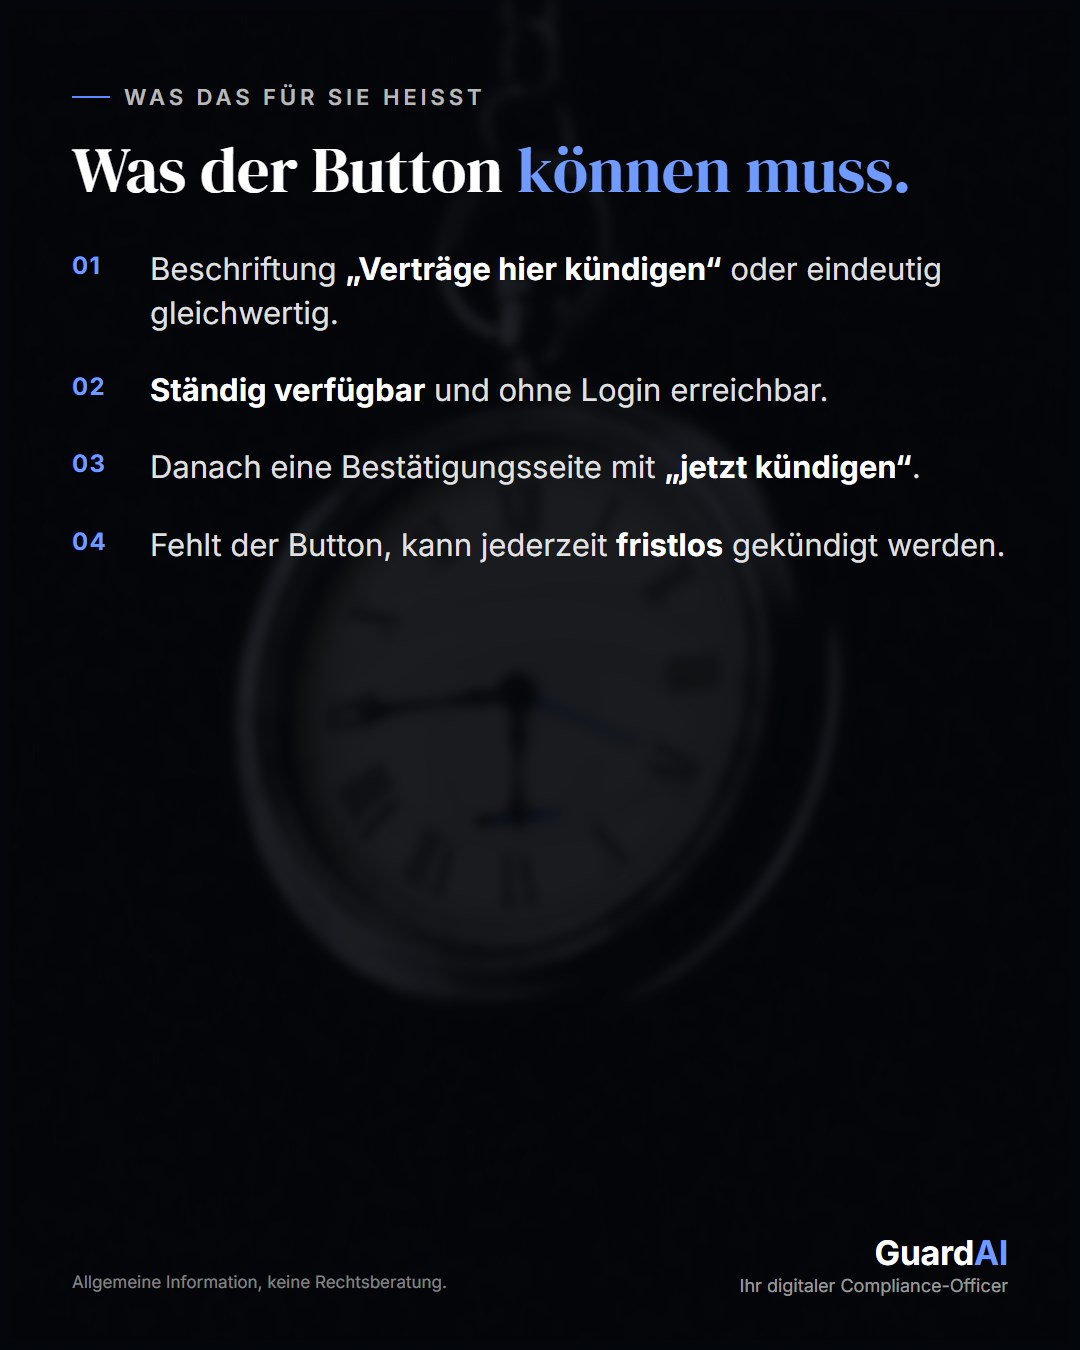 WAS DAS FÜR SIE HEISST
Was der Button können muss.
01 Beschriftung „Verträge hier kündigen“ oder eindeutig
gleichwertig.
02 Ständig verfügbar und ohne Login erreichbar.
03 Danach eine Bestätigungsseite mit „jetzt kündigen“.
04 Fehlt der Button, kann jederzeit fristlos gekündigt werden.
GuardAI
Allgemeine Information, keine Rechtsberatung.
Ihr digitaler Compliance-Officer